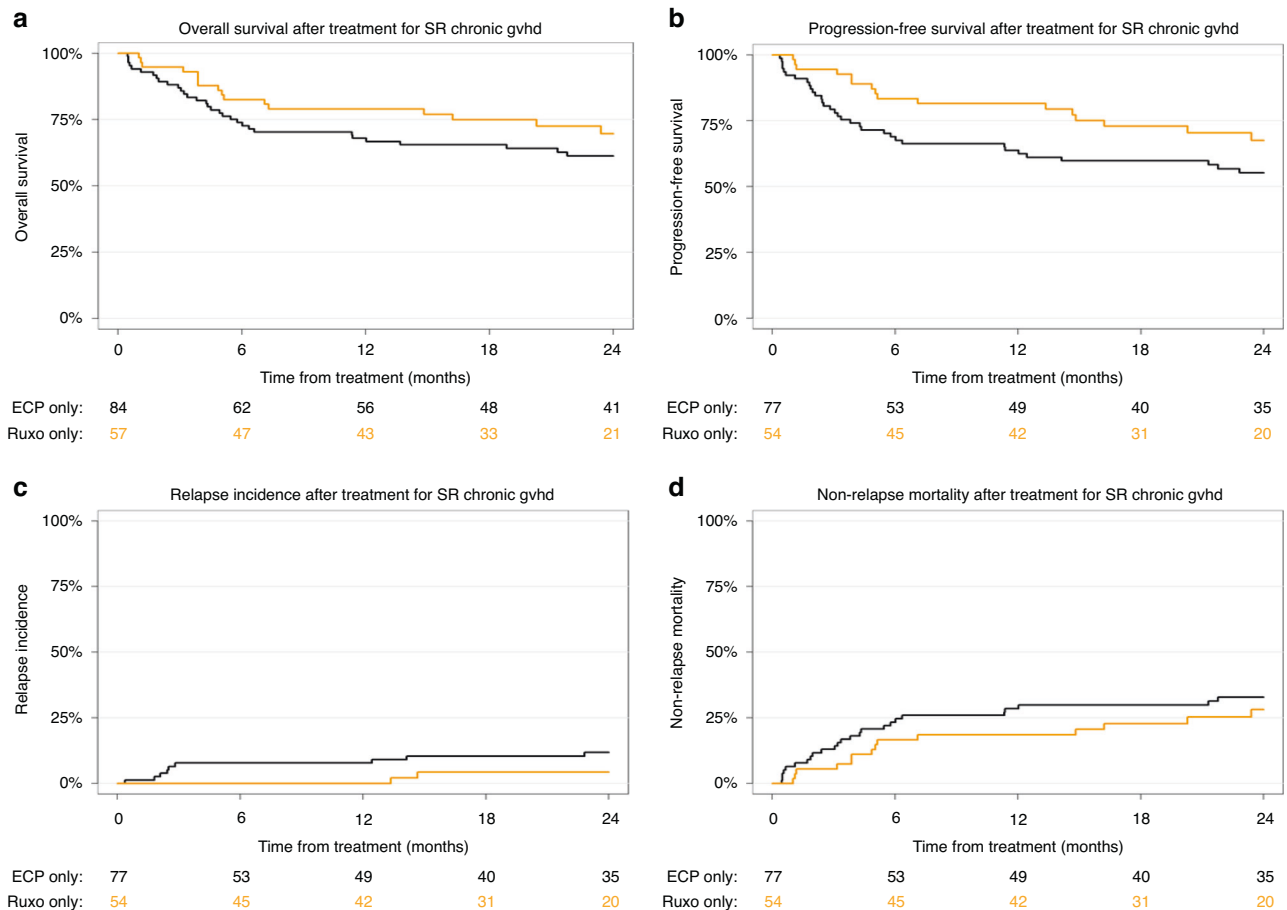 a
Overall survival after treatment for SR chronic gvhd
100%
75%
50%
25%
0%
Overall survival
0 6 12 18 24
Time from treatment (months)
ECP only: 84 62 56 48 41
Ruxo only: 57 47 43 33 21
b
Progression-free survival after treatment for SR chronic gvhd
100%
75%
50%
25%
0%
Progression-free survival
0 6 12 18 24
Time from treatment (months)
ECP only: 77 53 49 40 35
Ruxo only: 54 45 42 31 20
c
Relapse incidence after treatment for SR chronic gvhd
100%
75%
50%
25%
0%
Relapse incidence
0 6 12 18 24
Time from treatment (months)
ECP only: 77 53 49 40 35
Ruxo only: 54 45 42 31 20
d
Non-relapse mortality after treatment for SR chronic gvhd
100%
75%
50%
25%
0%
Non-relapse mortality
0 6 12 18 24
Time from treatment (months)
ECP only: 77 53 49 40 35
Ruxo only: 54 45 42 31 20